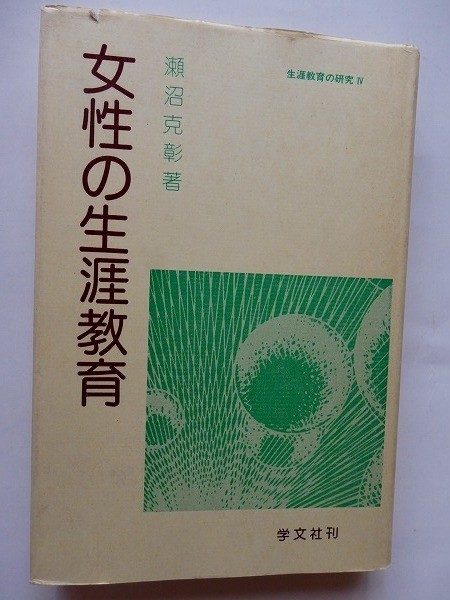 生涯教育の研究 Ⅳ
女性の生涯教育
瀬沼克彰著
学文社刊